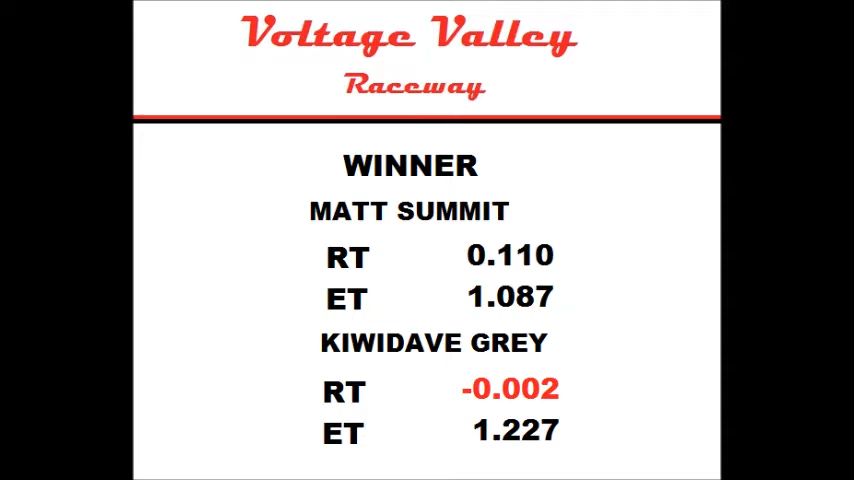 Voltage Valley
Raceway
WINNER
MATT SUMMIT
RT 0.110
ET 1.087
KIWIDAVE GREY
RT -0.002
ET 1.227